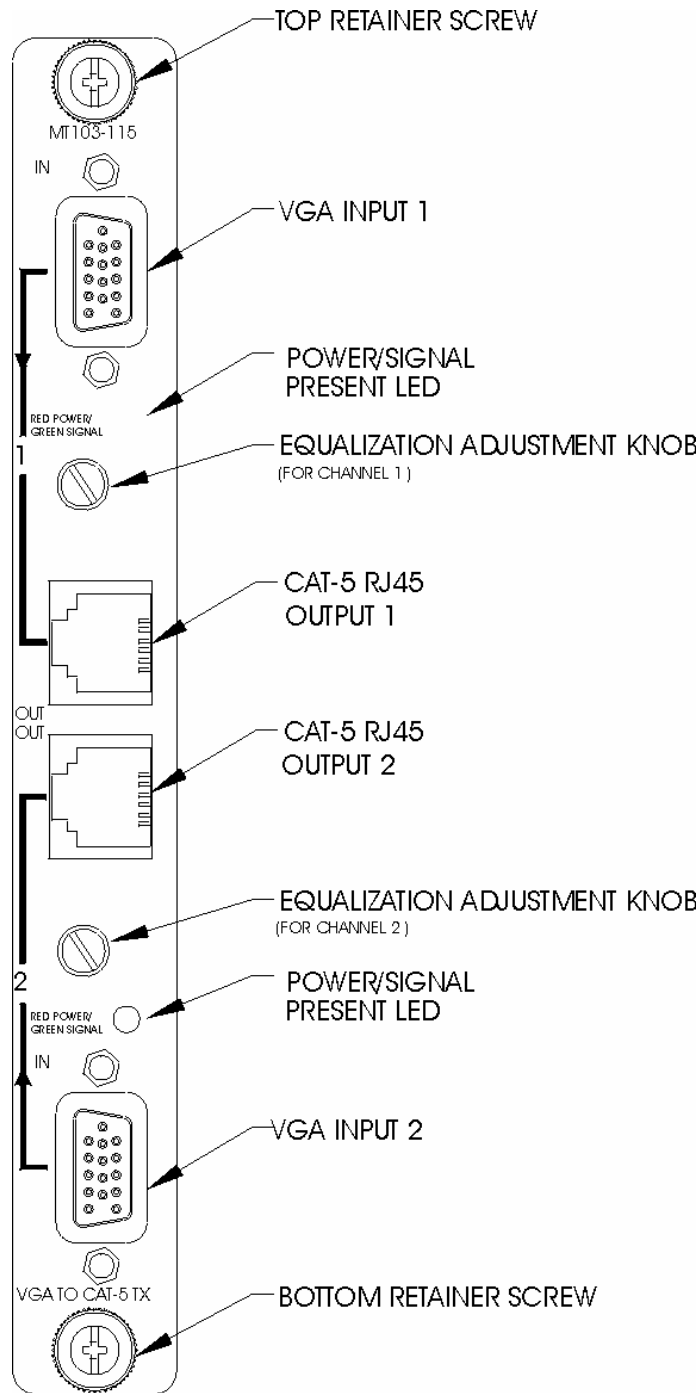 TOP RETAINER SCREW
MT103-115
IN
VGA INPUT 1
POWER/SIGNAL
PRESENT LED
RED POWER/
GREEN SIGNAL
1
EQUALIZATION ADJUSTMENT KNOB
(FOR CHANNEL 1)
CAT-5 RJ45
OUTPUT 1
OUT
OUT
CAT-5 RJ45
OUTPUT 2
EQUALIZATION ADJUSTMENT KNOB
(FOR CHANNEL 2)
2
POWER/SIGNAL
PRESENT LED
RED POWER/
GREEN SIGNAL
IN
VGA INPUT 2
VGA TO CAT-5 TX
BOTTOM RETAINER SCREW